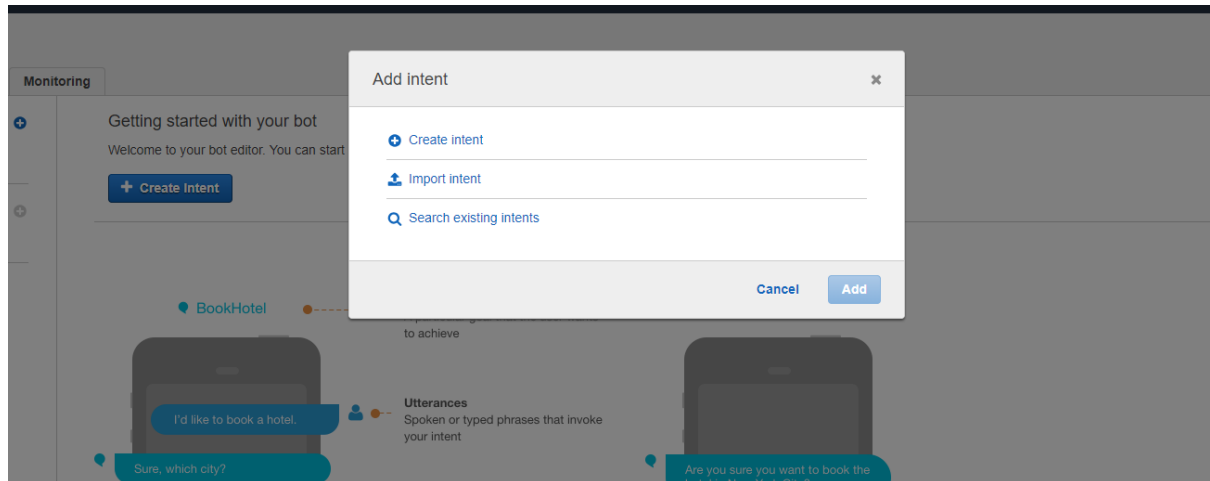 Monitoring
Getting started with your bot
Welcome to your bot editor. You can start
Create Intent
Add intent
Create intent
Import intent
Search existing intents
Cancel
Add
BookHotel
to achieve
I'd like to book a hotel.
Utterances
Spoken or typed phrases that invoke
your intent
Sure, which city?
Are you sure you want to book the